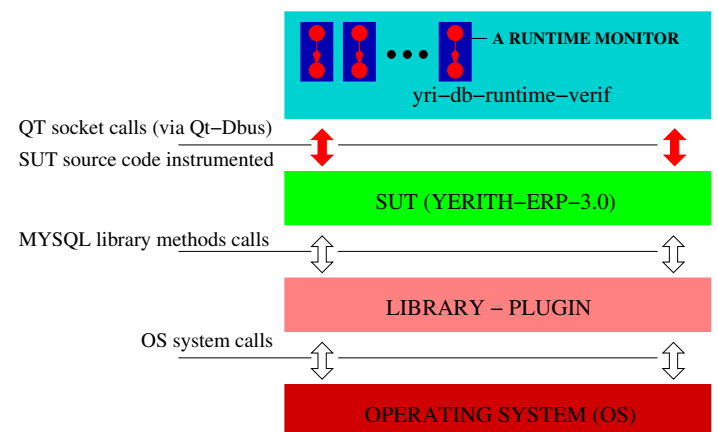 A RUNTIME MONITOR
yri−db−runtime−verif
QT socket calls (via Qt−Dbus)
SUT source code instrumented
SUT (YERITH−ERP−3.0)
MYSQL library methods calls
LIBRARY − PLUGIN
OS system calls
OPERATING SYSTEM (OS)